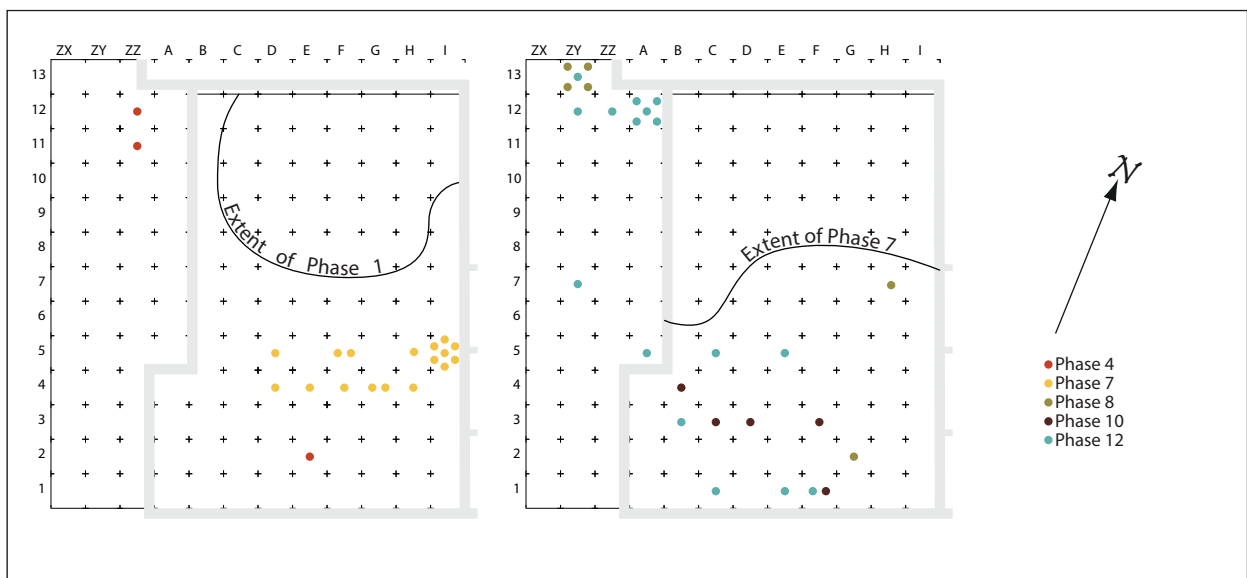 ZX ZY ZZ A B C D E F G H I
13
12
11
10
9
8
7
6
5
4
3
2
1
Extent of Phase 1
ZX ZY ZZ A B C D E F G H I
13
12
11
10
9
8
7
6
5
4
3
2
1
Extent of Phase 7
N
Phase 4
Phase 7
Phase 8
Phase 10
Phase 12